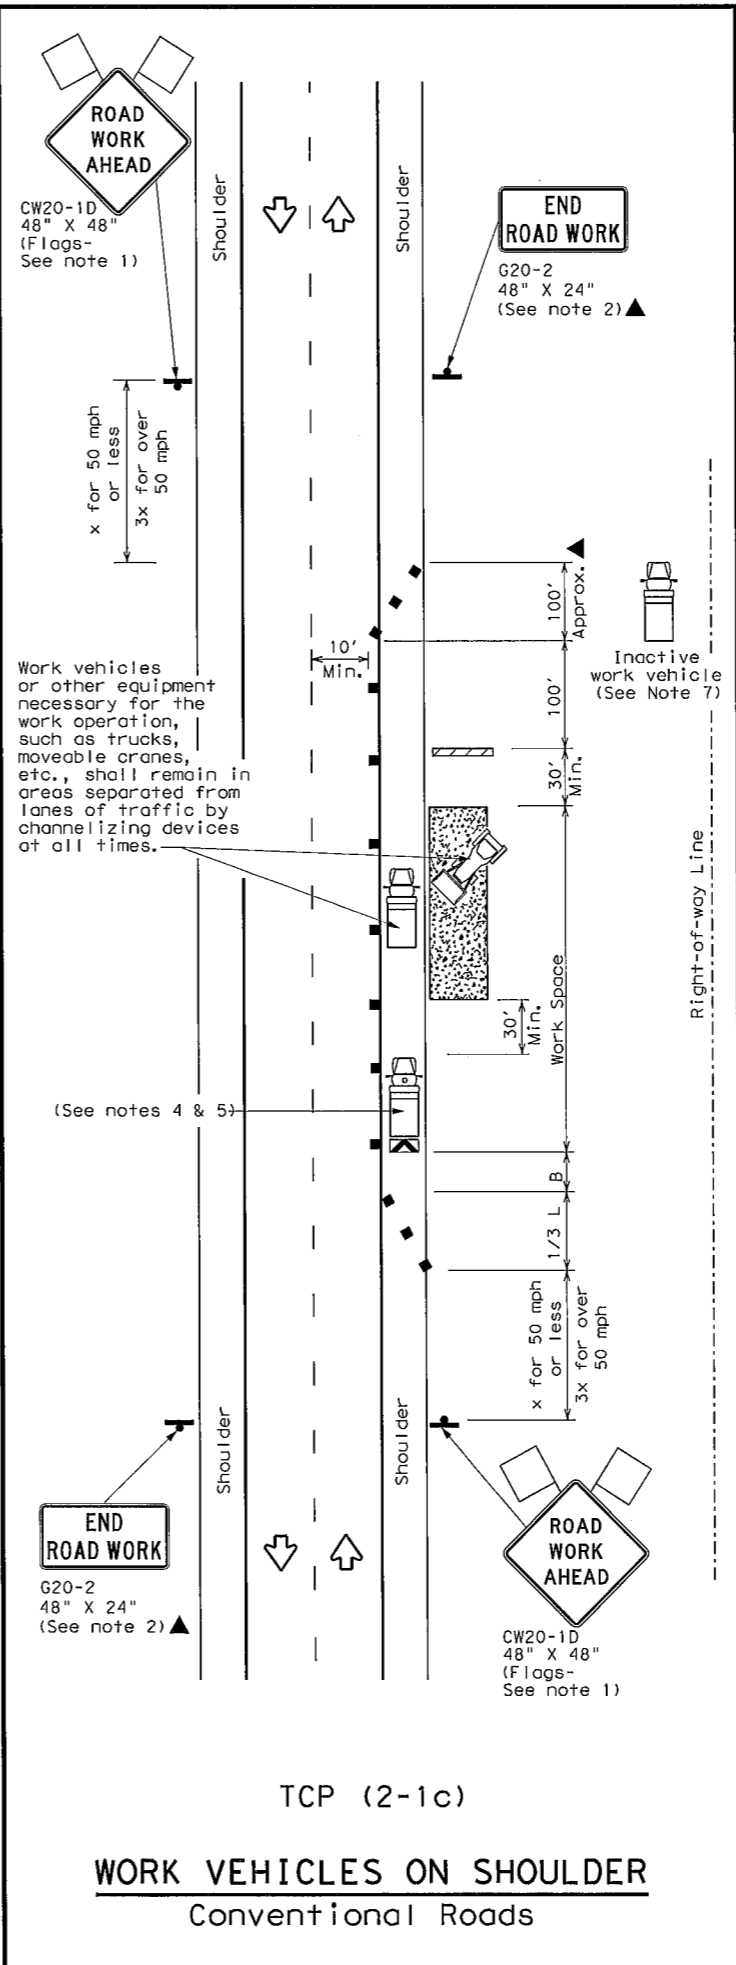 ROAD
WORK
AHEAD
CW20-1D
48" X 48"
(Flags-
See note 1)
Shoulder
Shoulder
END
ROAD WORK
G20-2
48" X 24"
(See note 2)
x for 50 mph
or less
3x for over
50 mph
100'
Approx.
Inactive
work vehicle
(See Note 7)
10'
Min.
100'
Work vehicles
or other equipment
necessary for the
work operation,
such as trucks,
moveable cranes,
etc., shall remain in
areas separated from
lanes of traffic by
channelizing devices
at all times.
30'
Min.
Right-of-way Line
Work Space
30'
Min.
(See notes 4 & 5)
B
1/3 L
x for 50 mph
or less
3x for over
50 mph
Shoulder
Shoulder
END
ROAD WORK
G20-2
48" X 24"
(See note 2)
ROAD
WORK
AHEAD
CW20-1D
48" X 48"
(Flags-
See note 1)
TCP (2-1c)
WORK VEHICLES ON SHOULDER
Conventional Roads